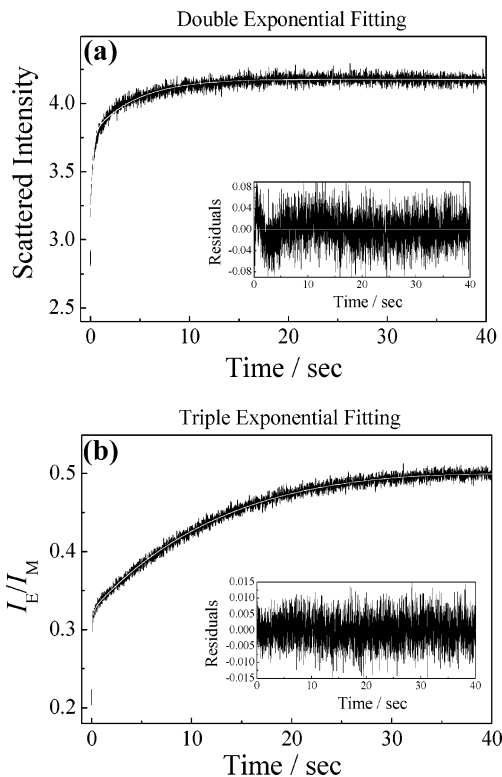 Double Exponential Fitting
(a)
Scattered Intensity
4.5
4.0
3.5
3.0
2.5
0 10 20 30 40
Time / sec
Residuals
0.08
0.04
0.00
-0.04
-0.08
0 10 20 30 40
Time / sec
Triple Exponential Fitting
(b)
I_E/I_M
0.5
0.4
0.3
0.2
0 10 20 30 40
Time / sec
Residuals
0.015
0.010
0.005
0.000
-0.005
-0.010
-0.015
0 10 20 30 40
Time / sec